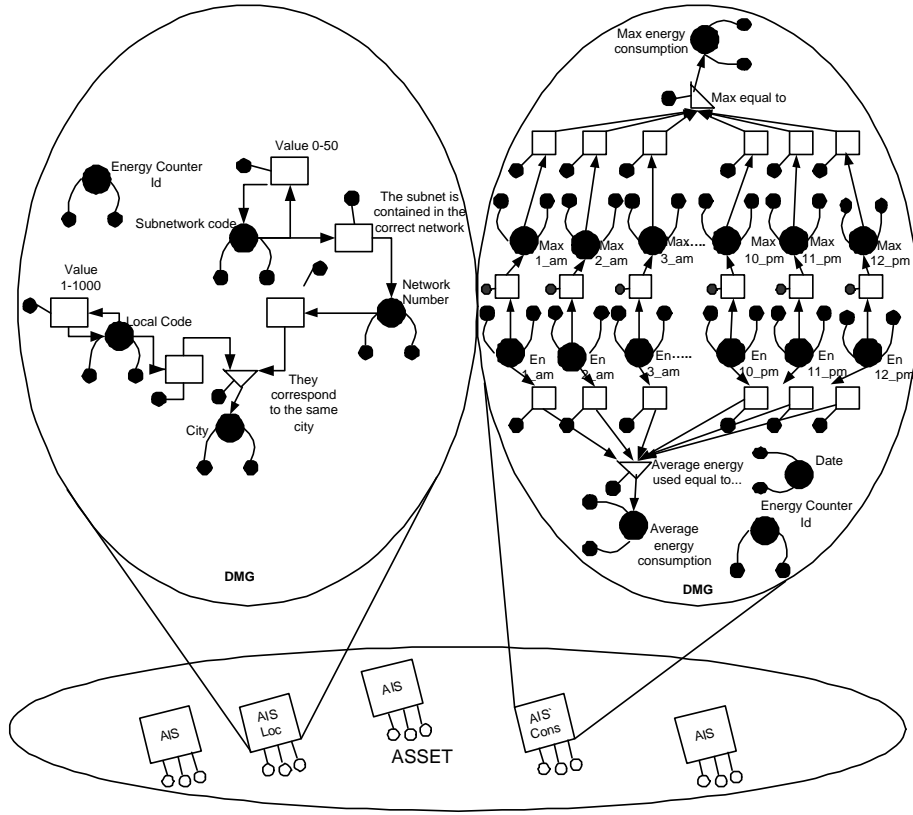 Max energy
consumption
Max equal to
Value 0-50
Energy Counter
Id
The subnet is
contained in the
correct network
Subnetwork code
Max
1_am
Max
2_am
Max.....
3_am
Max
10_pm
Max
11_pm
Max
12_pm
Value
1-1000
Network
Number
Local Code
En
1_am
En
2_am
En.....
3_am
En
10_pm
En
11_pm
En
12_pm
They
correspond
to the same
city
City
Average energy
used equal to...
Date
Energy Counter
Id
Average
energy
consumption
DMG
DMG
AIS
AIS
Loc
AIS
ASSET
AIS`
Cons
AIS